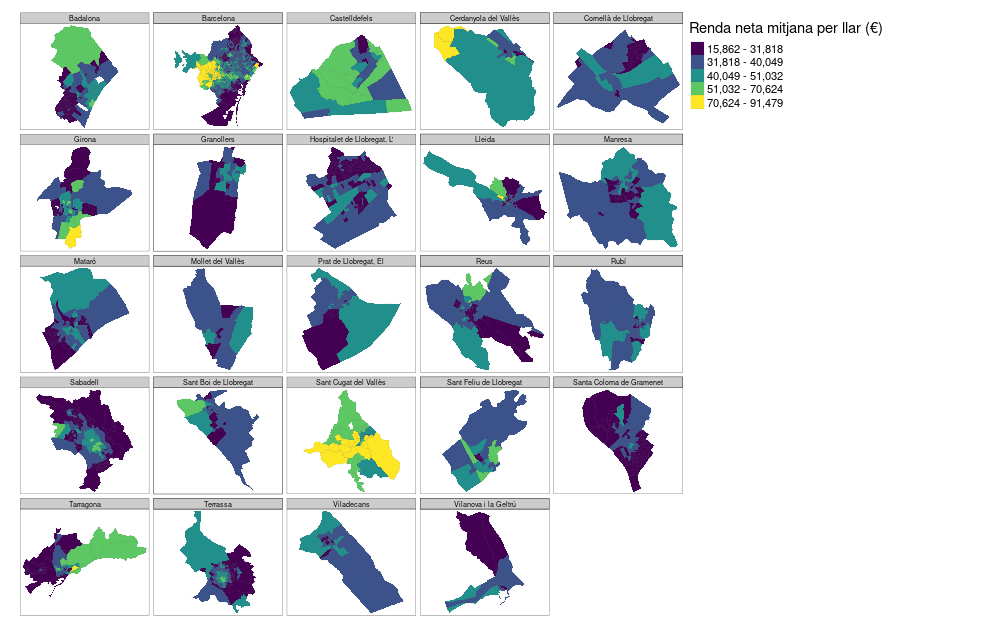 Badalona
Barcelona
Castelldefels
Cerdanyola del Vallès
Cornellà de Llobregat
Renda neta mitjana per llar (€)
15,862 - 31,818
31,818 - 40,049
40,049 - 51,032
51,032 - 70,624
70,624 - 91,479
Girona
Granollers
Hospitalet de Llobregat, L'
Lleida
Manresa
Mataró
Mollet del Vallès
Prat de Llobregat, El
Reus
Rubí
Sabadell
Sant Boi de Llobregat
Sant Cugat del Vallès
Sant Feliu de Llobregat
Santa Coloma de Gramenet
Tarragona
Terrassa
Viladecans
Vilanova i la Geltrú